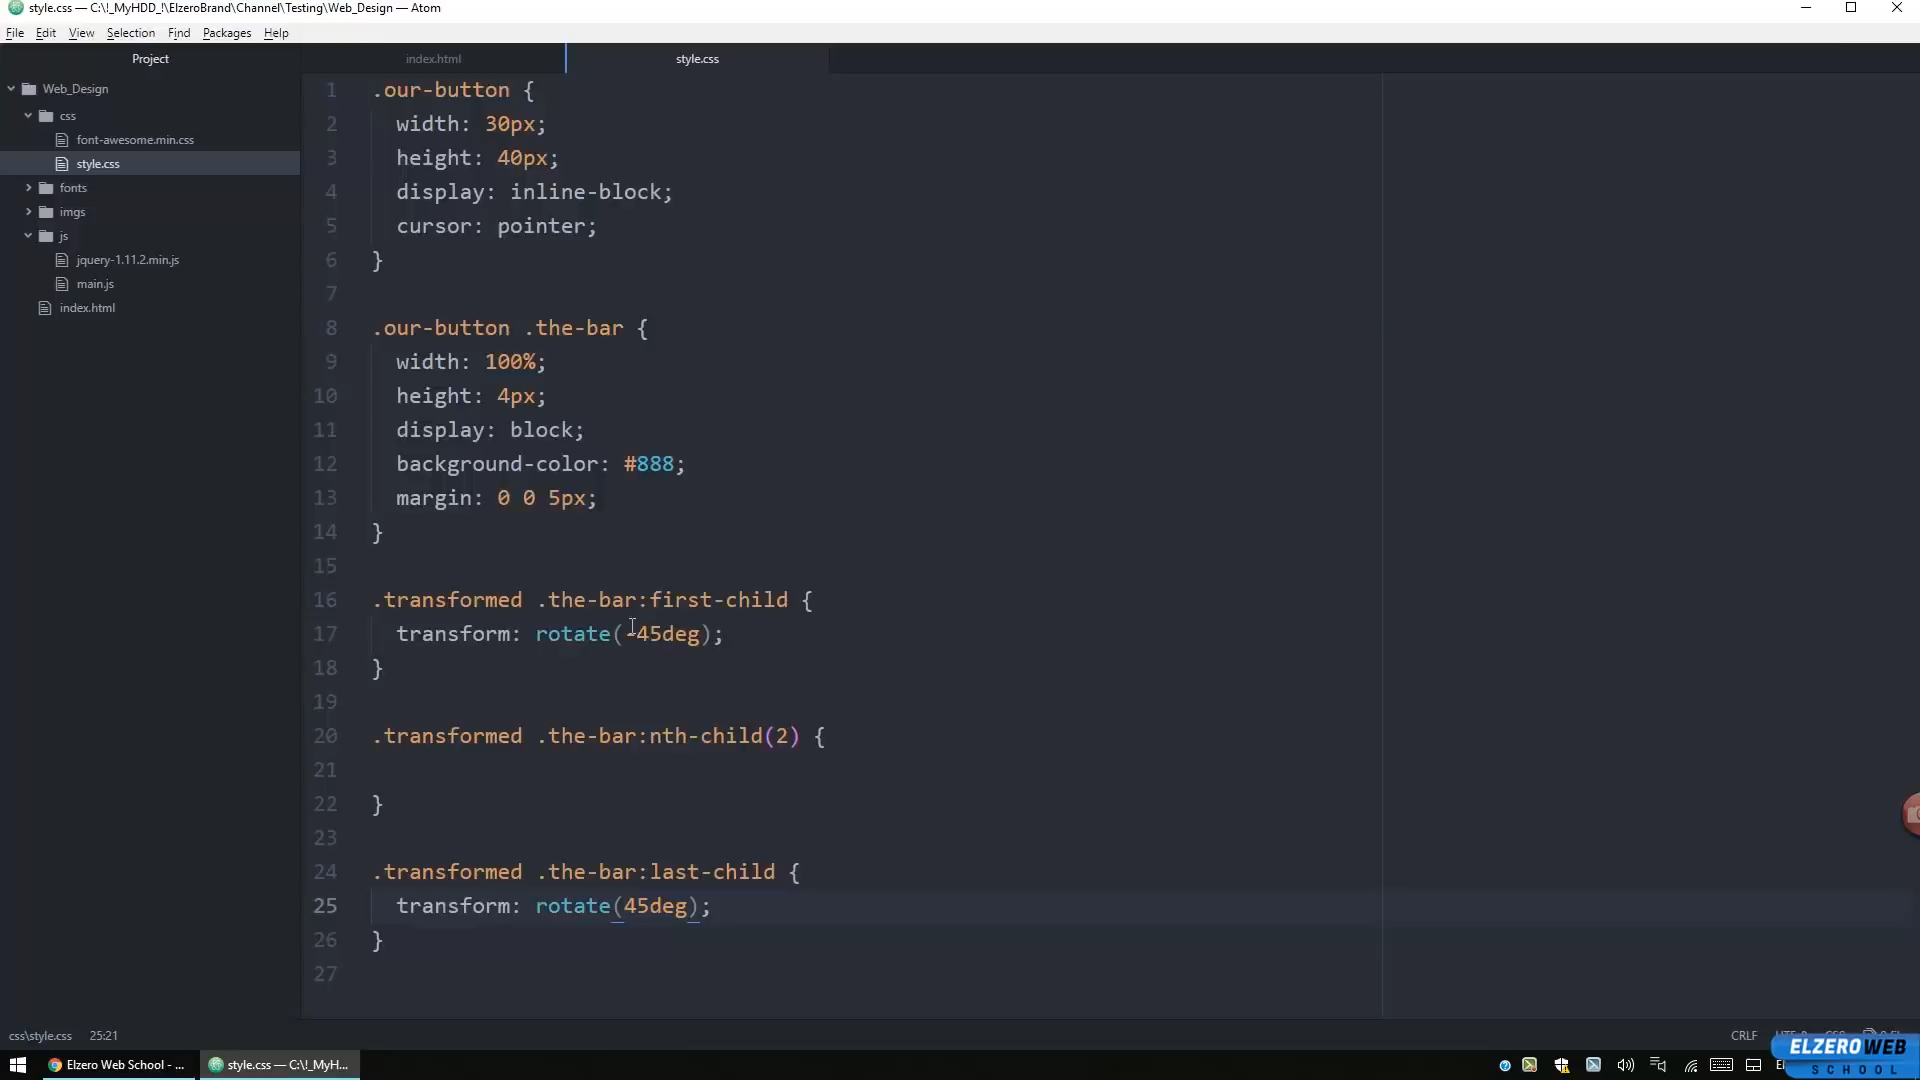 style.css — C:\!_MyHDD_!\ElzeroBrand\Channel\Testing\Web_Design — Atom
File Edit View Selection Find Packages Help
Project
index.html
style.css
Web_Design
css
font-awesome.min.css
style.css
fonts
imgs
js
jquery-1.11.2.min.js
main.js
index.html
1 .our-button {
2 width: 30px;
3 height: 40px;
4 display: inline-block;
5 cursor: pointer;
6 }
7
8 .our-button .the-bar {
9 width: 100%;
10 height: 4px;
11 display: block;
12 background-color: #888;
13 margin: 0 0 5px;
14 }
15
16 .transformed .the-bar:first-child {
17 transform: rotate(-45deg);
18 }
19
20 .transformed .the-bar:nth-child(2) {
21
22 }
23
24 .transformed .the-bar:last-child {
25 transform: rotate(45deg);
26 }
27
css\style.css 25:21
CRLF
Elzero Web School - ...
style.css — C:\!_MyH...
ELZEROWEB
SCHOOL